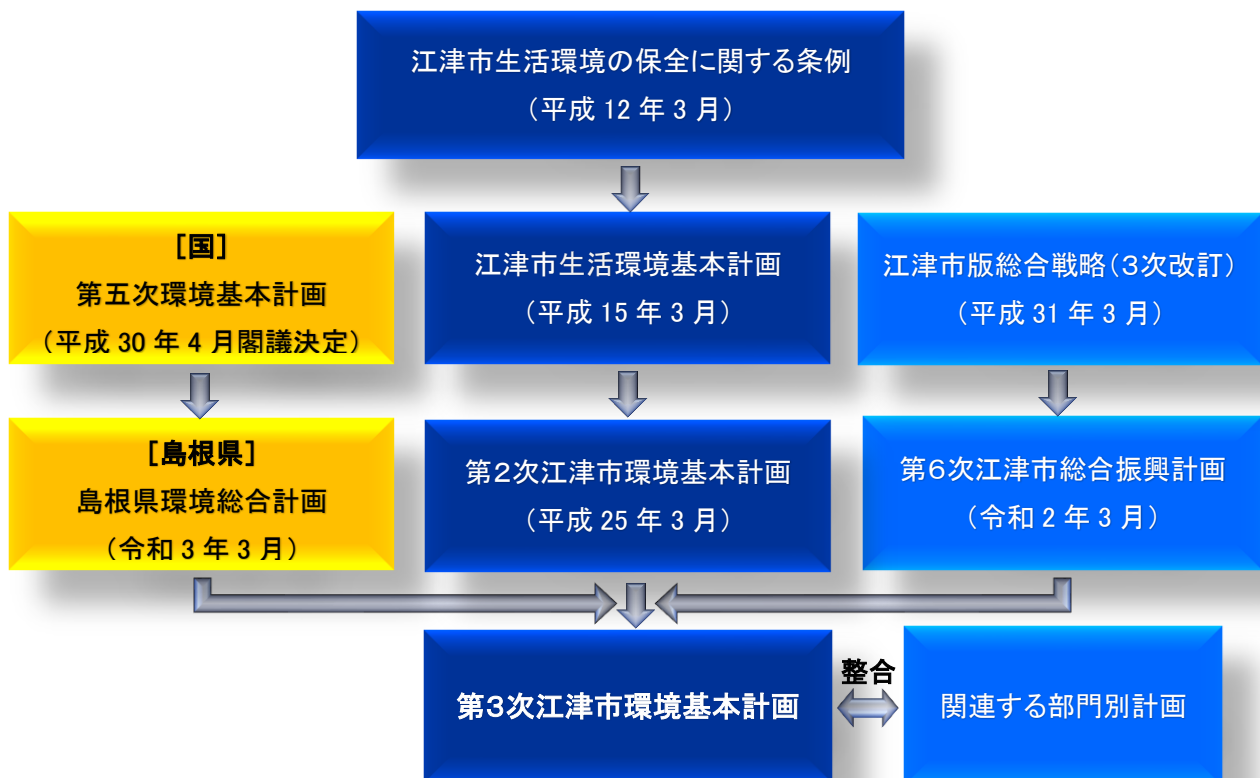 江津市生活環境の保全に関する条例
（平成 12 年 3 月）
［国］
第五次環境基本計画
（平成 30 年 4 月閣議決定）
江津市生活環境基本計画
（平成 15 年 3 月）
江津市版総合戦略（３次改訂）
（平成 31 年 3 月）
［島根県］
島根県環境総合計画
（令和 3 年 3 月）
第２次江津市環境基本計画
（平成 25 年 3 月）
第６次江津市総合振興計画
（令和 2 年 3 月）
第３次江津市環境基本計画
整合
関連する部門別計画